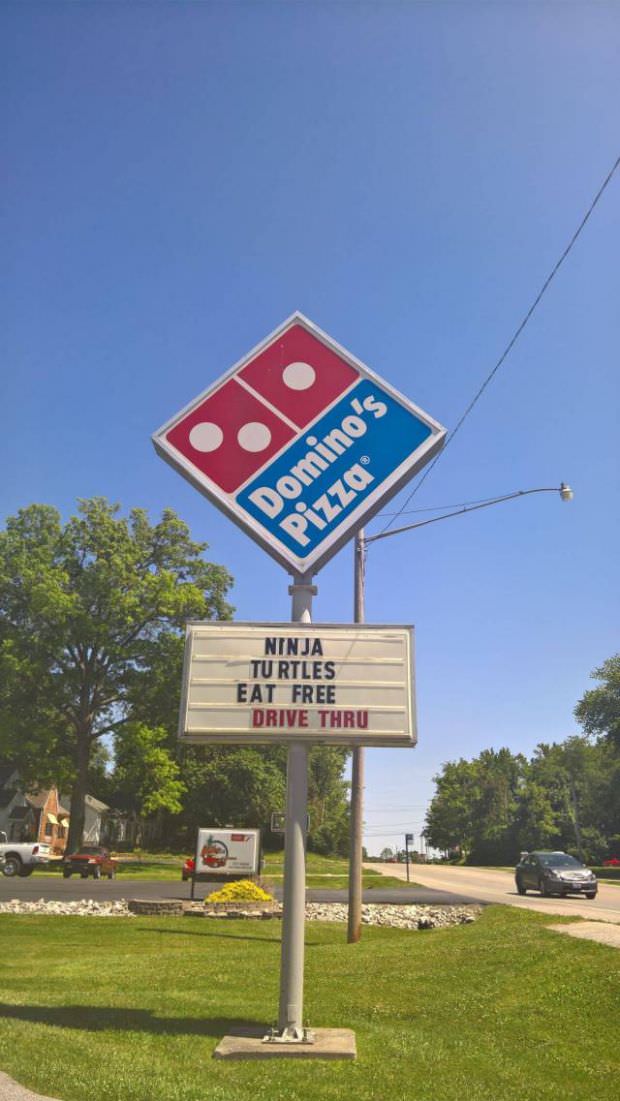 Domino's
Pizza®
NINJA
TURTLES
EAT FREE
DRIVE THRU